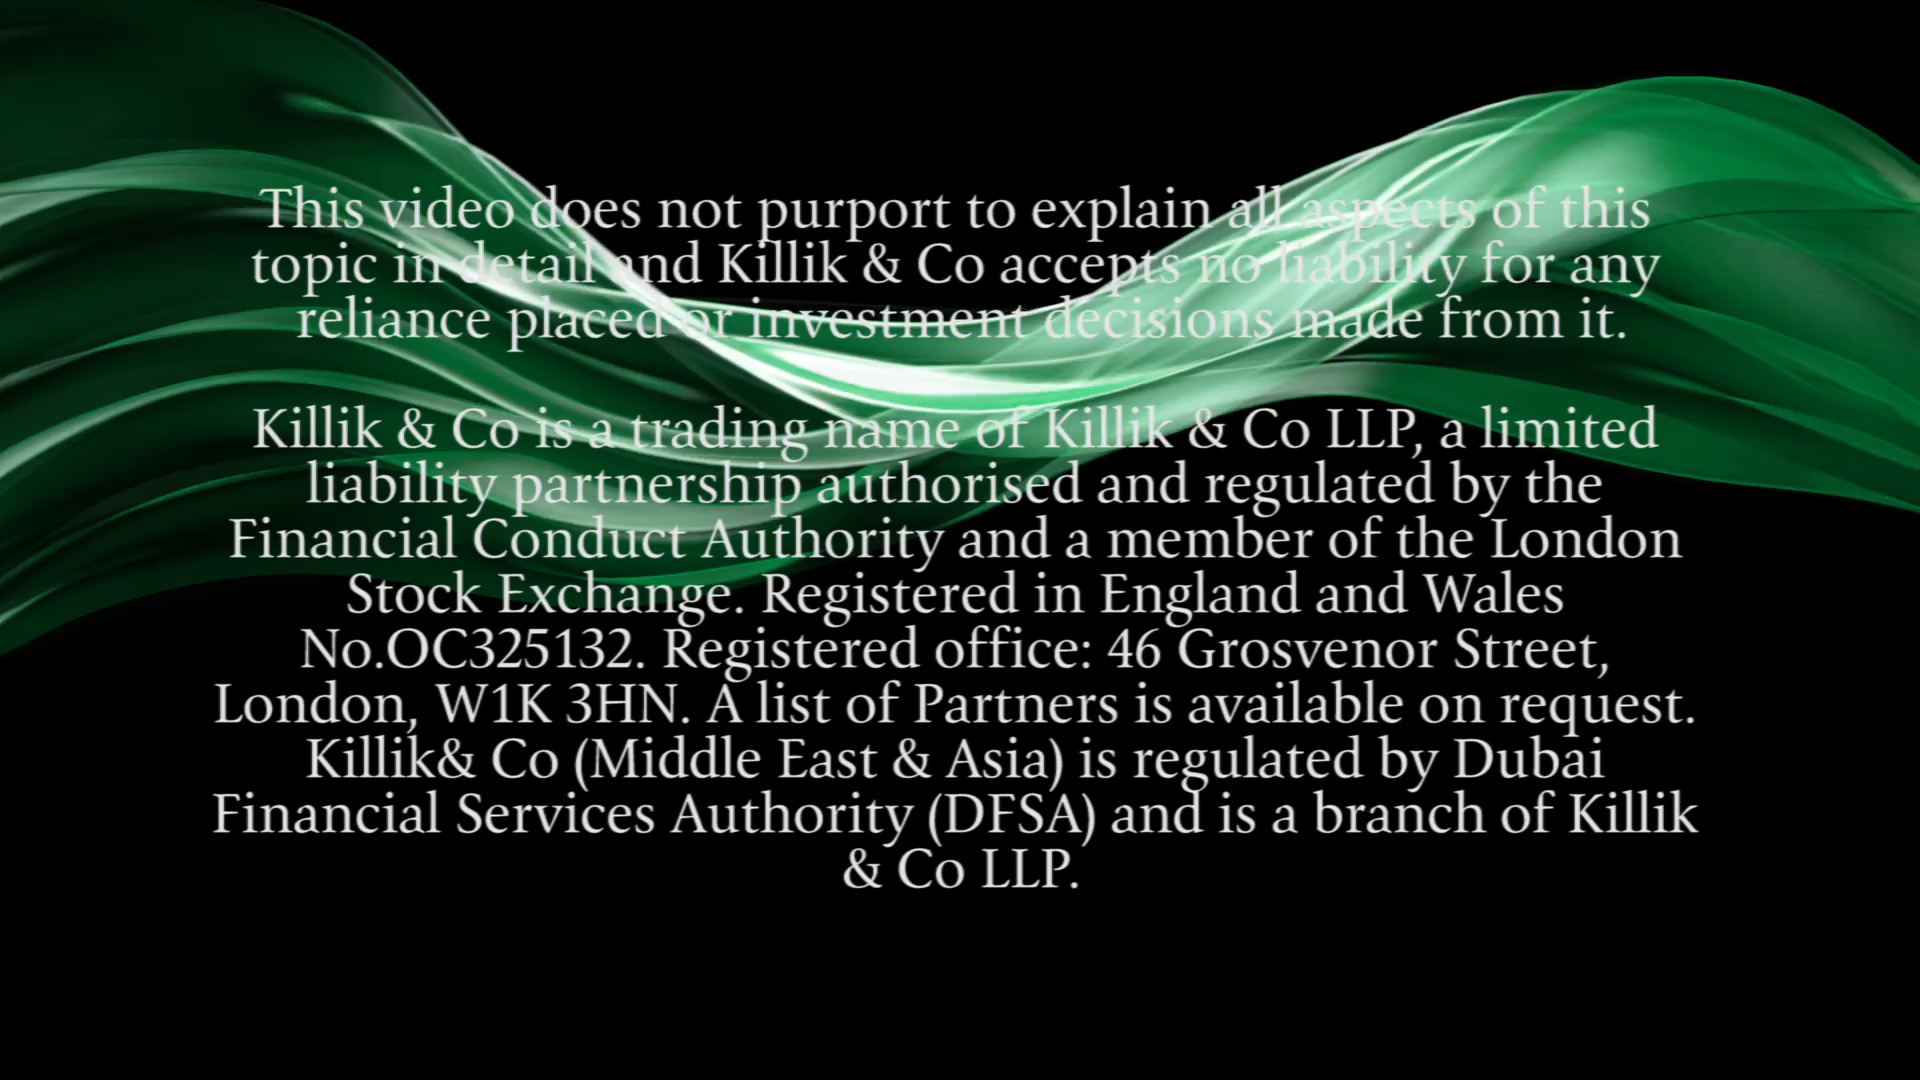 This video does not purport to explain all aspects of this
topic in detail and Killik & Co accepts no liability for any
reliance placed or investment decisions made from it.
Killik & Co is a trading name of Killik & Co LLP, a limited
liability partnership authorised and regulated by the
Financial Conduct Authority and a member of the London
Stock Exchange. Registered in England and Wales
No.OC325132. Registered office: 46 Grosvenor Street,
London, W1K 3HN. A list of Partners is available on request.
Killik& Co (Middle East & Asia) is regulated by Dubai
Financial Services Authority (DFSA) and is a branch of Killik
& Co LLP.